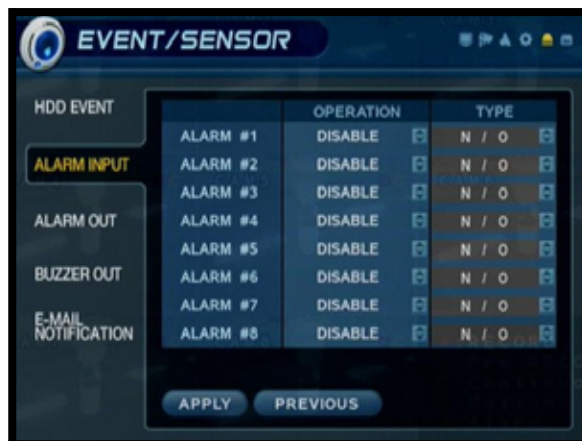 EVENT/SENSOR
HDD EVENT
ALARM INPUT
ALARM OUT
BUZZER OUT
E-MAIL
NOTIFICATION
OPERATION TYPE
ALARM #1 DISABLE N / O
ALARM #2 DISABLE N / O
ALARM #3 DISABLE N / O
ALARM #4 DISABLE N / O
ALARM #5 DISABLE N / O
ALARM #6 DISABLE N / O
ALARM #7 DISABLE N / O
ALARM #8 DISABLE N / O
APPLY PREVIOUS